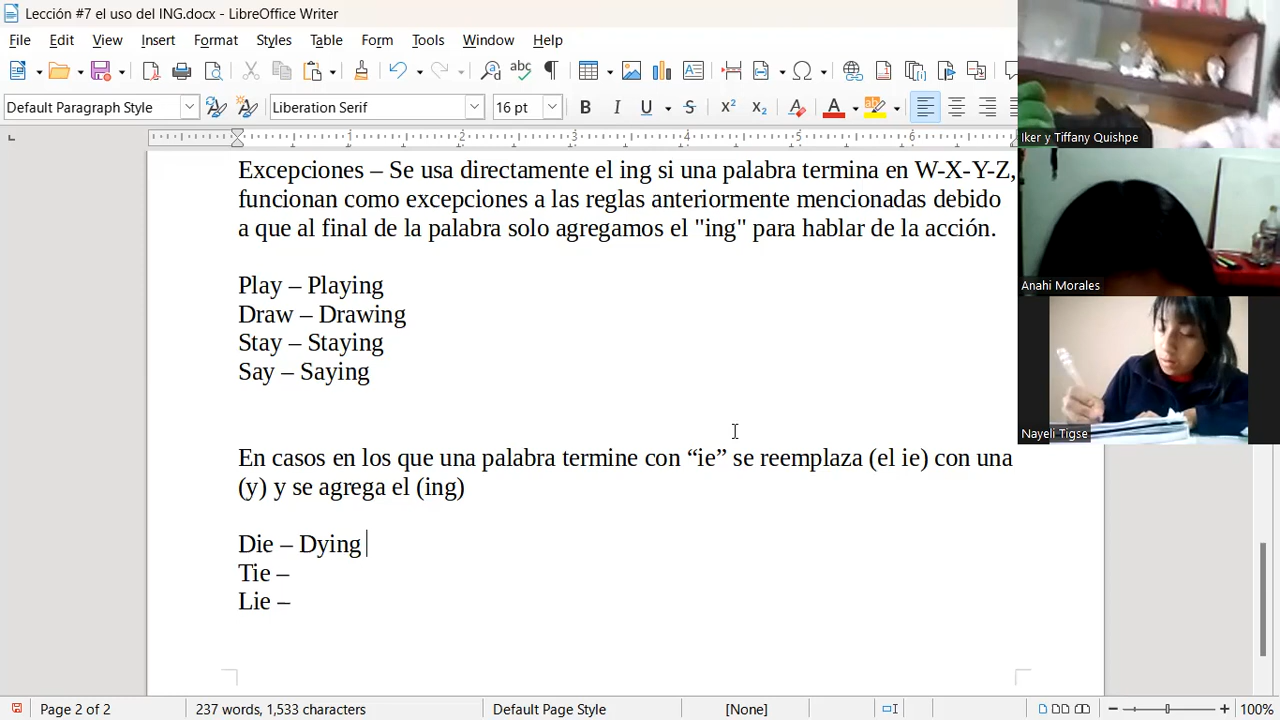 Lección #7 el uso del ING.docx - LibreOffice Writer
File Edit View Insert Format Styles Table Form Tools Window Help
Default Paragraph Style Liberation Serif 16 pt
Excepciones – Se usa directamente el ing si una palabra termina en W-X-Y-Z,
funcionan como excepciones a las reglas anteriormente mencionadas debido
a que al final de la palabra solo agregamos el "ing" para hablar de la acción.
Play – Playing
Draw – Drawing
Stay – Staying
Say – Saying
En casos en los que una palabra termine con “ie” se reemplaza (el ie) con una
(y) y se agrega el (ing)
Die – Dying
Tie –
Lie –
Iker y Tiffany Quishpe
Anahi Morales
Nayeli Tigse
Page 2 of 2 237 words, 1,533 characters Default Page Style [None] 100%